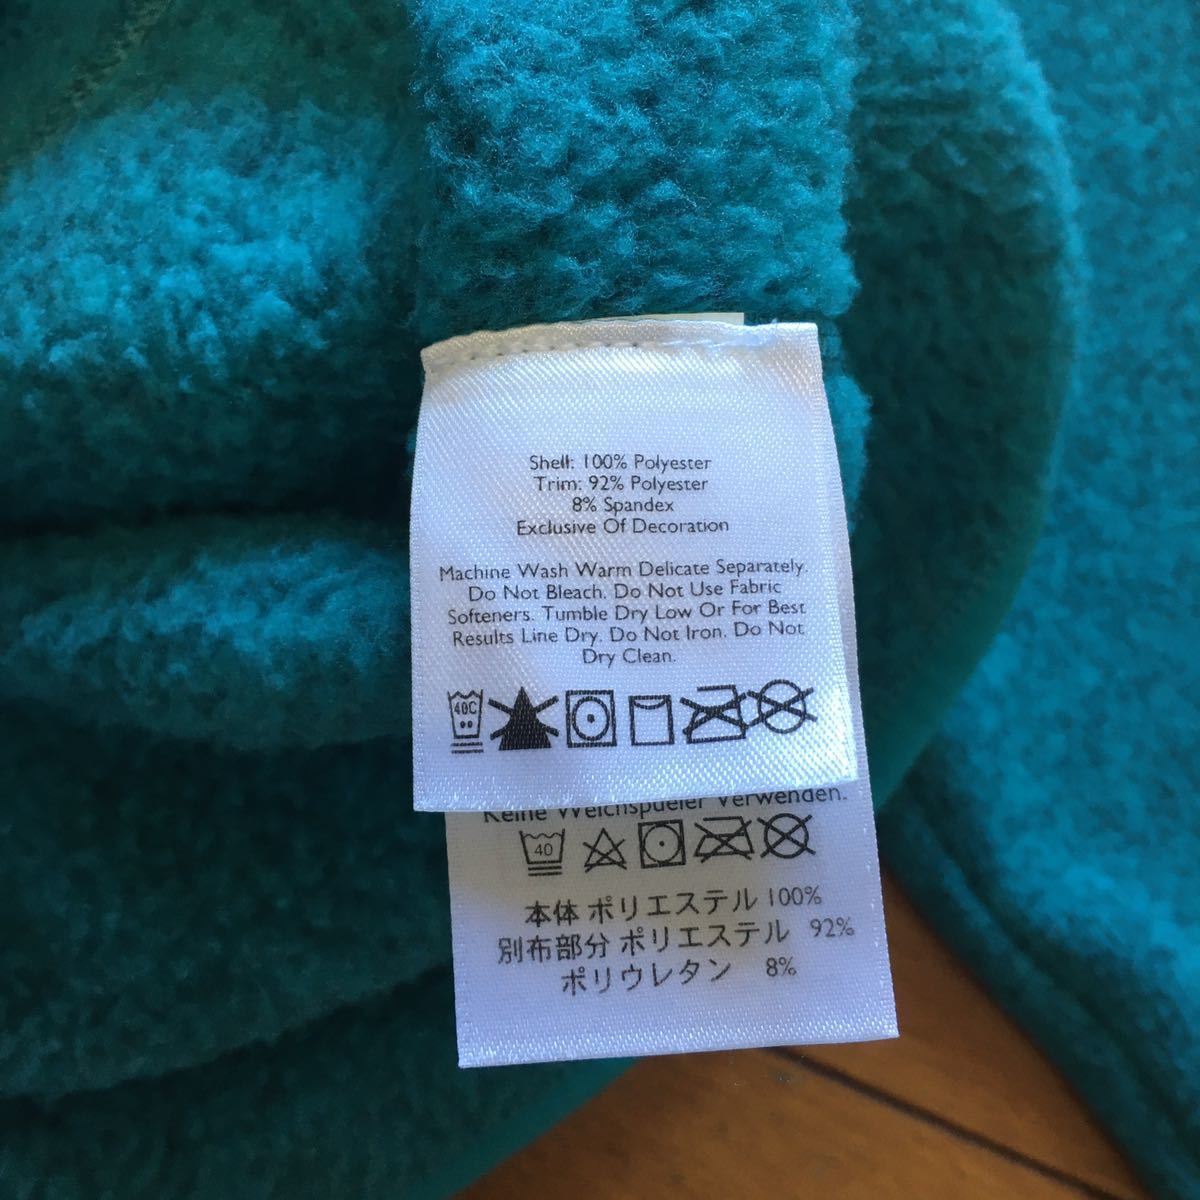 Shell: 100% Polyester
Trim: 92% Polyester
8% Spandex
Exclusive Of Decoration
Machine Wash Warm Delicate Separately.
Do Not Bleach. Do Not Use Fabric
Softeners. Tumble Dry Low Or For Best
Results Line Dry. Do Not Iron. Do Not
Dry Clean.
40C
Keine Weichspueler Verwenden.
40
本体 ポリエステル 100%
別布部分 ポリエステル 92%
ポリウレタン 8%